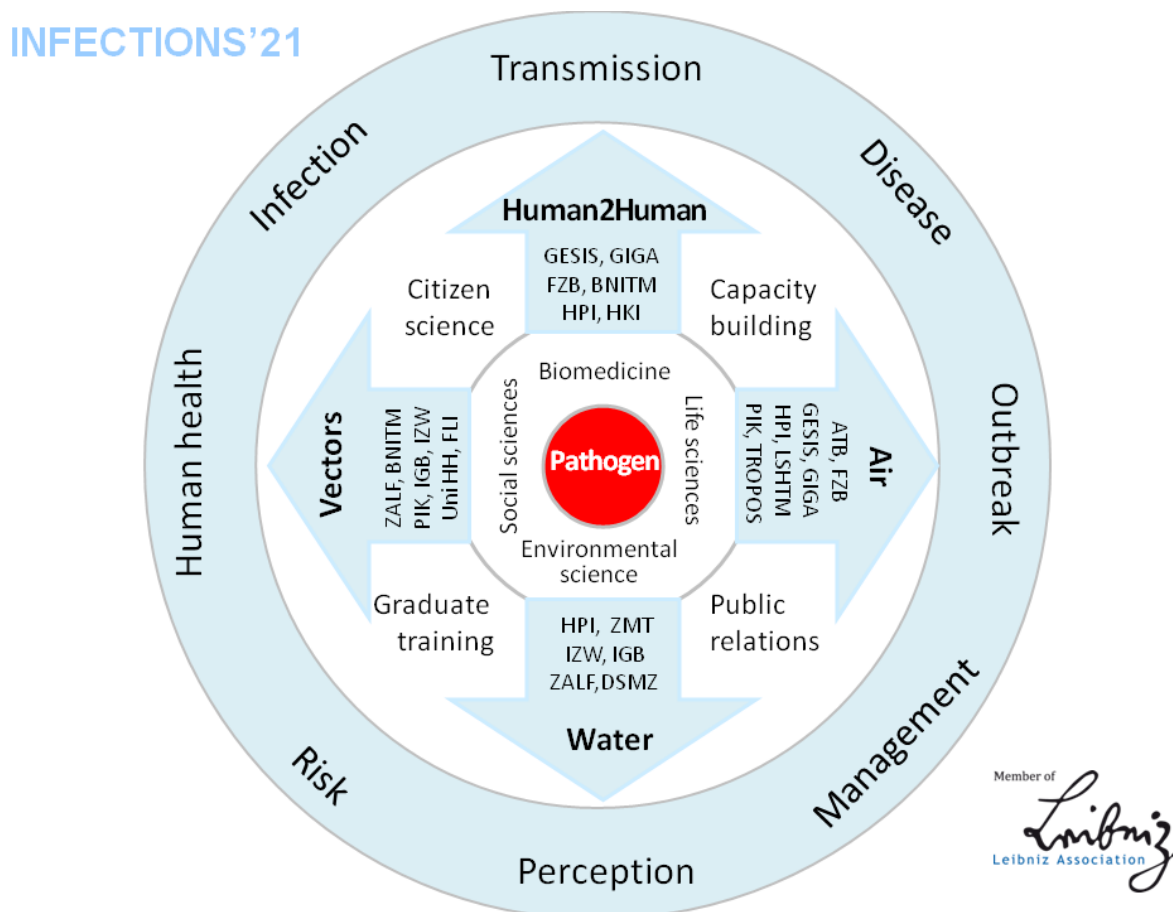 INFECTIONS’21
Transmission
Infection
Disease
Human health
Outbreak
Risk
Management
Perception
Human2Human
GESIS, GIGA
FZB, BNITM
HPI, HKI
Citizen
science
Capacity
building
Vectors
ZALF, BNITM
PIK, IGB, IZW
Uni HH, FLI
Biomedicine
Social sciences
Life sciences
Pathogen
Environmental
science
Air
ATB, FZB
GESIS, GIGA
HPI, LSHTM
PIK, TROPOS
Graduate
training
Public
relations
HPI, ZMT
IZW, IGB
ZALF,DSMZ
Water
Member of
Leibniz
Leibniz Association